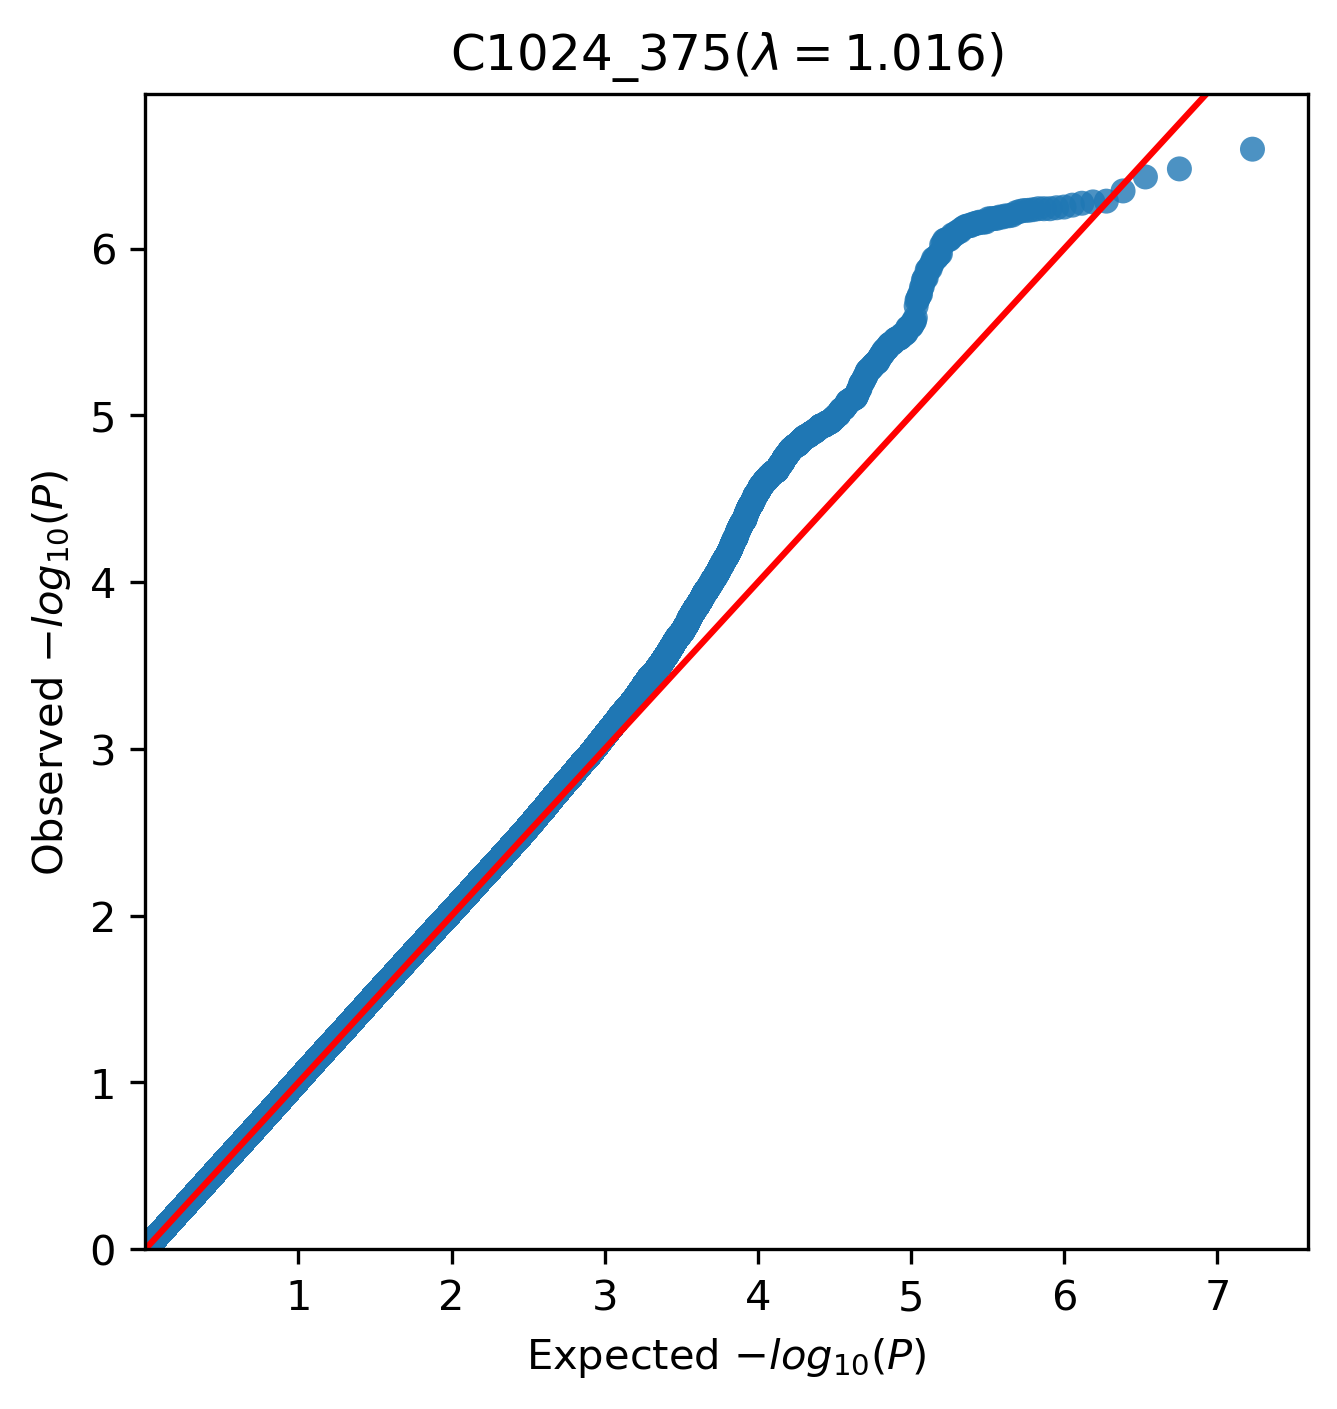 C1024_375(λ = 1.016)
Observed −log₁₀(P)
6
5
4
3
2
1
0
1 2 3 4 5 6 7
Expected −log₁₀(P)